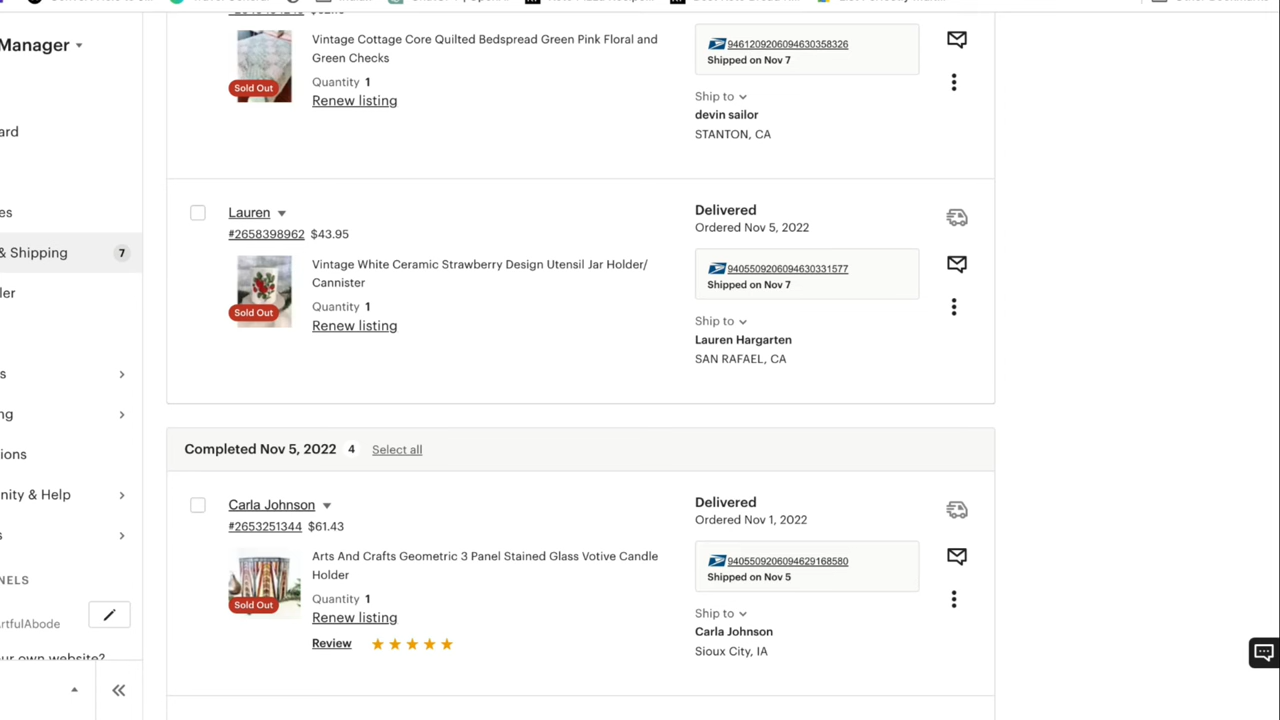 Manager
Vintage Cottage Core Quilted Bedspread Green Pink Floral and
Green Checks
Sold Out
Quantity 1
Renew listing
9461209206094630358326
Shipped on Nov 7
Ship to
devin sailor
STANTON, CA
ard
es
& Shipping 7
ler
s
ng
ions
nity & Help
s
NELS
rtfulAbode
Lauren
#2658398962 $43.95
Vintage White Ceramic Strawberry Design Utensil Jar Holder/
Cannister
Sold Out
Quantity 1
Renew listing
Delivered
Ordered Nov 5, 2022
9405509206094630331577
Shipped on Nov 7
Ship to
Lauren Hargarten
SAN RAFAEL, CA
Completed Nov 5, 2022 4 Select all
Carla Johnson
#2653251344 $61.43
Arts And Crafts Geometric 3 Panel Stained Glass Votive Candle
Holder
Sold Out
Quantity 1
Renew listing
Review
Delivered
Ordered Nov 1, 2022
9405509206094629168580
Shipped on Nov 5
Ship to
Carla Johnson
Sioux City, IA